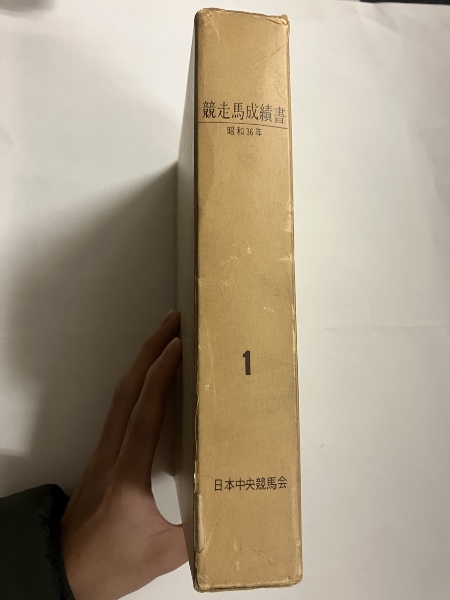 競走馬成績書
昭和36年
1
日本中央競馬会